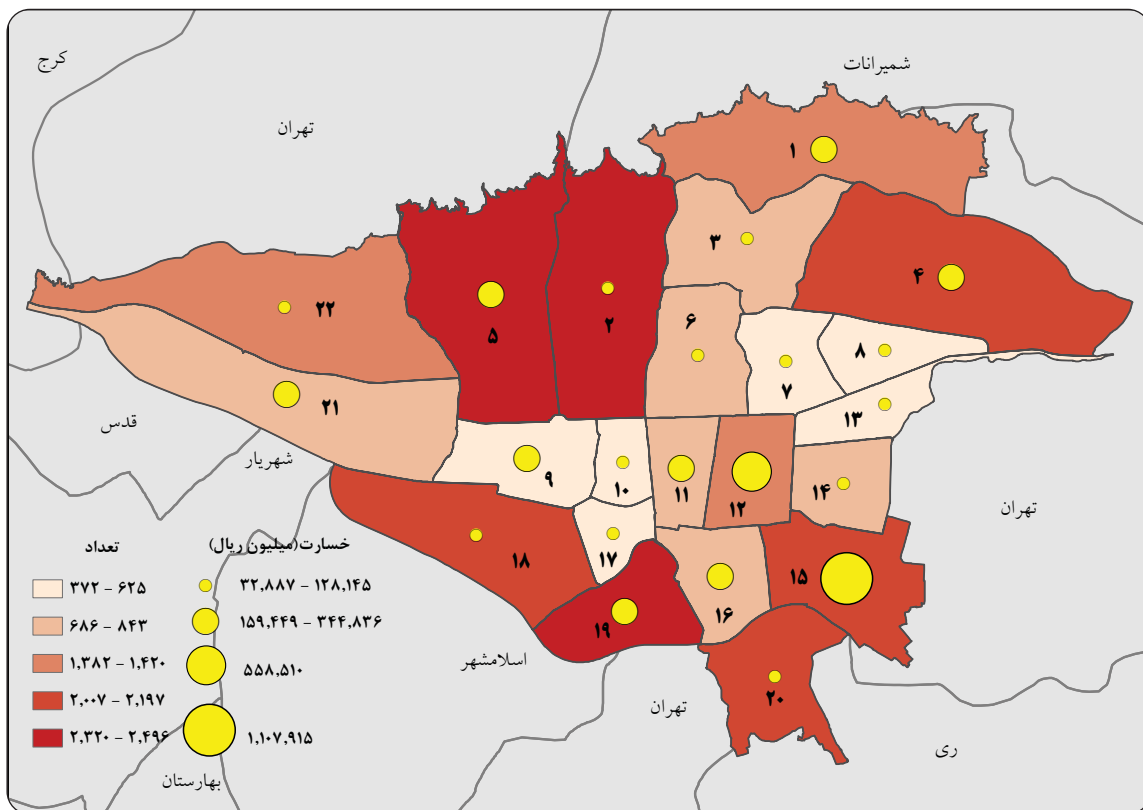 کرج
شمیرانات
تهران
۱
۳
۴
۲۲
۵
۲
۶
۸
۷
۲۱
۱۳
قدس
شهریار
۹
۱۰
۱۱
۱۲
۱۴
تهران
۱۸
۱۷
۱۵
۱۶
۱۹
اسلامشهر
۲۰
تهران
ری
بهارستان
تعداد
۳۷۲ - ۶۲۵
۶۸۶ - ۸۴۳
۱,۳۸۲ - ۱,۴۲۰
۲,۰۰۷ - ۲,۱۹۷
۲,۳۲۰ - ۲,۴۹۶
خسارت(میلیون ریال)
۳۲,۸۸۷ - ۱۲۸,۱۴۵
۱۵۹,۴۴۹ - ۳۴۴,۸۳۶
۵۵۸,۵۱۰
۱,۱۰۷,۹۱۵